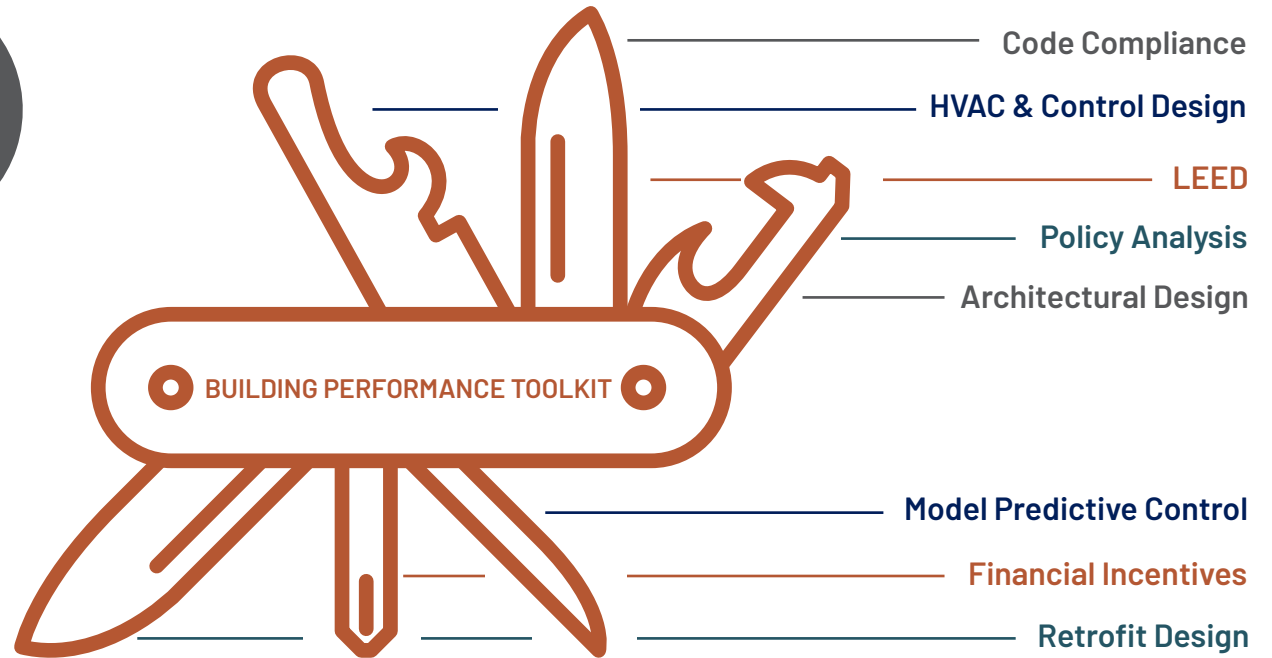 Code Compliance
HVAC & Control Design
LEED
Policy Analysis
Architectural Design
BUILDING PERFORMANCE TOOLKIT
Model Predictive Control
Financial Incentives
Retrofit Design